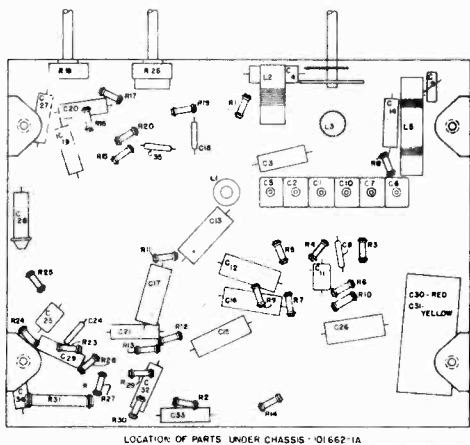 R18
R26
C27
C20
R17
R16
C19
R15
R20
C35
R19
C18
R1
L2
C4
L3
C14
L5
R8
C3
C5 C2 C1 C10 C7 C6
L1
C13
C28
R11
C17
C12
C16
R5
R4
C11
C8
R3
R6
R10
R9
R7
R25
C25
C24
R24
R23
C29
R28
C21
R13
R12
C15
C26
C30-RED
C31-
YELLOW
C34
R31
R
R27
R29
C32
R30
R2
C33
R14
LOCATION OF PARTS UNDER CHASSIS-101662-1A